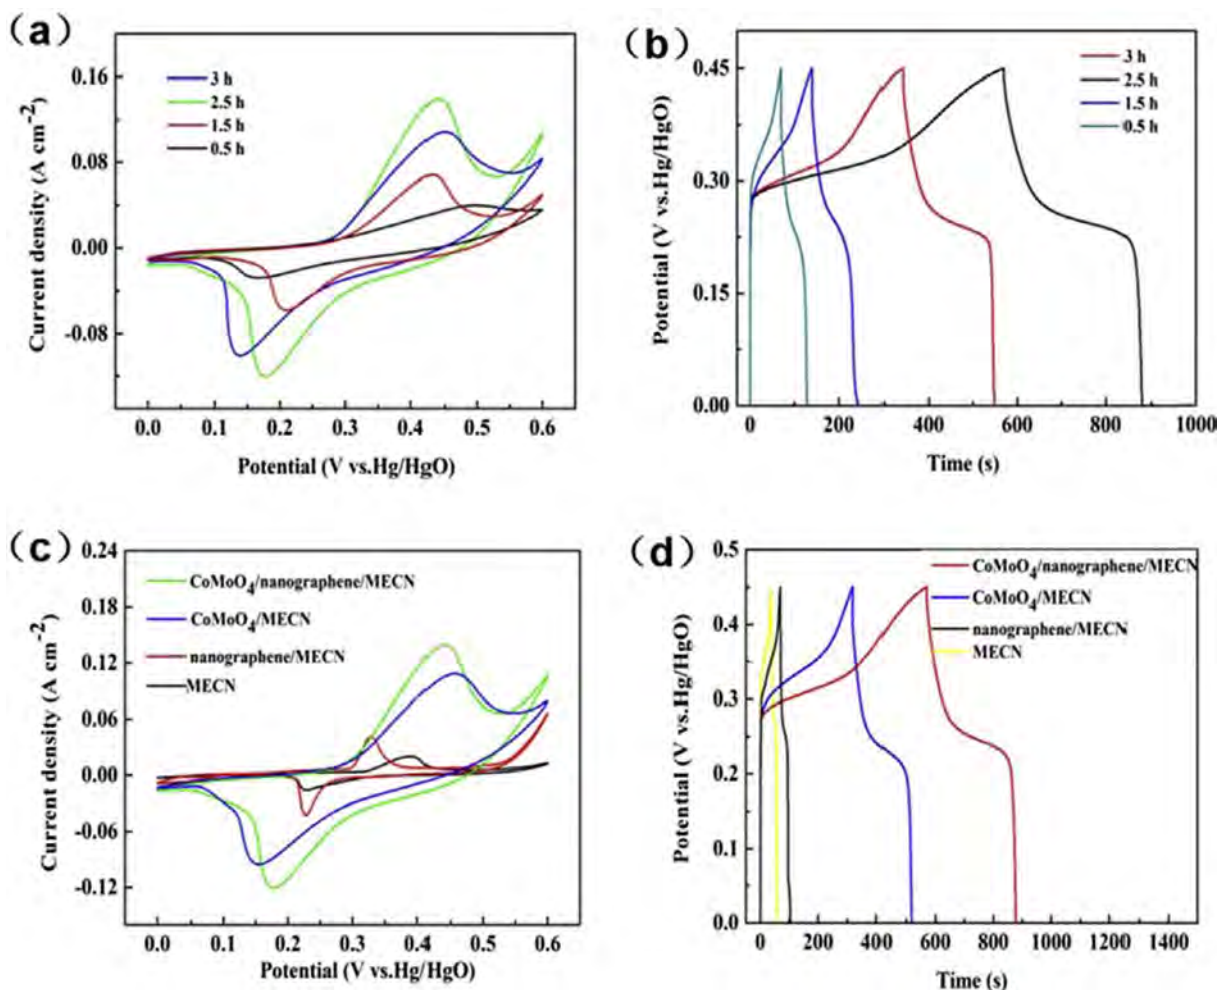 (a)
0.16
0.08
0.00
-0.08
Current density (A cm-2)
3 h
2.5 h
1.5 h
0.5 h
0.0 0.1 0.2 0.3 0.4 0.5 0.6
Potential (V vs.Hg/HgO)
(b)
0.45
0.30
0.15
0.00
Potential (V vs.Hg/HgO)
3 h
2.5 h
1.5 h
0.5 h
0 200 400 600 800 1000
Time (s)
(c)
0.24
0.18
0.12
0.06
0.00
-0.06
-0.12
Current density (A cm-2)
CoMoO4/nanographene/MECN
CoMoO4/MECN
nanographene/MECN
MECN
0.0 0.1 0.2 0.3 0.4 0.5 0.6
Potential (V vs.Hg/HgO)
(d)
0.5
0.4
0.3
0.2
0.1
0.0
Potential (V vs.Hg/HgO)
CoMoO4/nanographene/MECN
CoMoO4/MECN
nanographene/MECN
MECN
0 200 400 600 800 1000 1200 1400
Time (s)